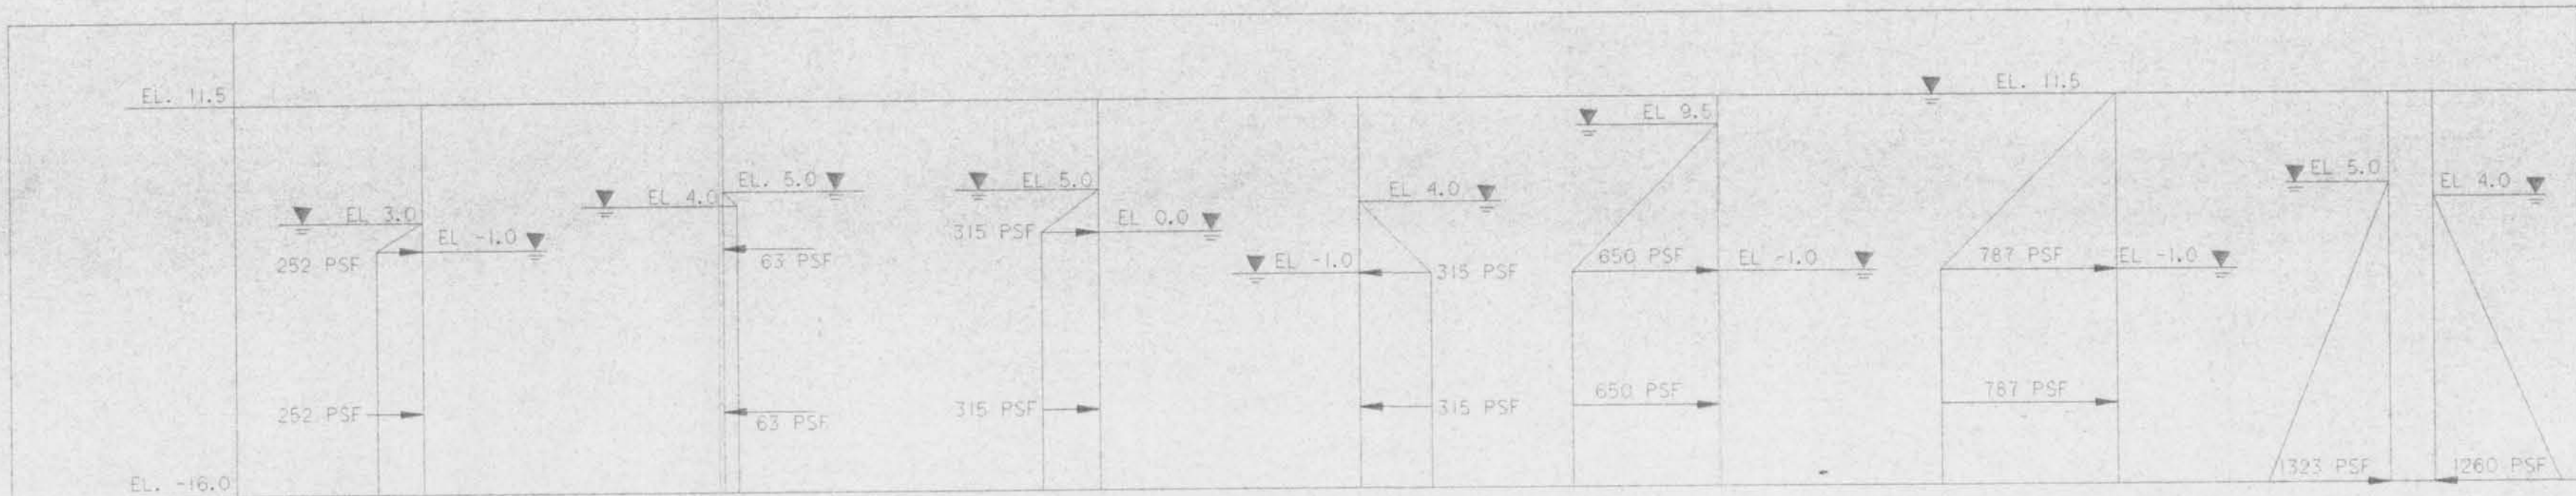 EL. 11.5
EL. 11.5
EL 9.5
EL 5.0
EL. 5.0
EL 5.0
EL 4.0
EL 4.0
EL 4.0
EL 3.0
EL -1.0
315 PSF
EL 0.0
252 PSF
63 PSF
EL -1.0
315 PSF
650 PSF
EL -1.0
787 PSF
EL -1.0
252 PSF
63 PSF
315 PSF
315 PSF
650 PSF
787 PSF
EL. -16.0
1323 PSF
1260 PSF